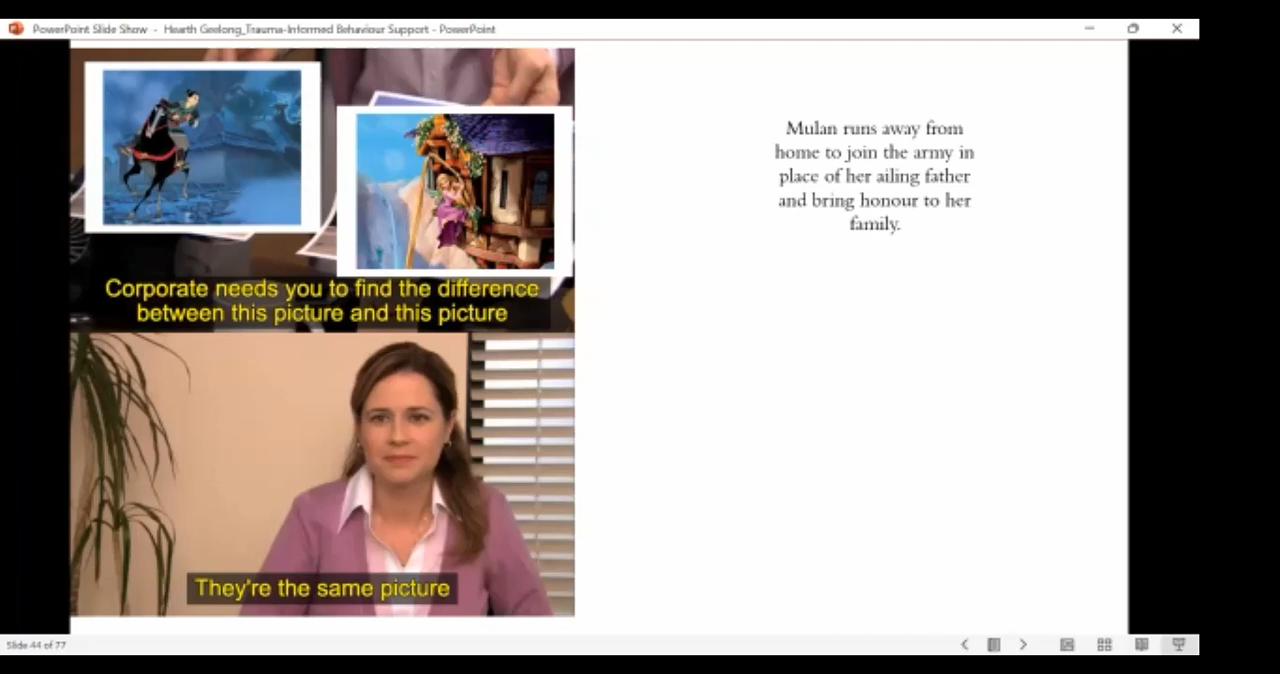 PowerPoint Slide Show - Hearth Geelong_Trauma-Informed Behaviour Support - PowerPoint
Corporate needs you to find the difference
between this picture and this picture
They're the same picture
Mulan runs away from
home to join the army in
place of her ailing father
and bring honour to her
family.
Slide 44 of 77